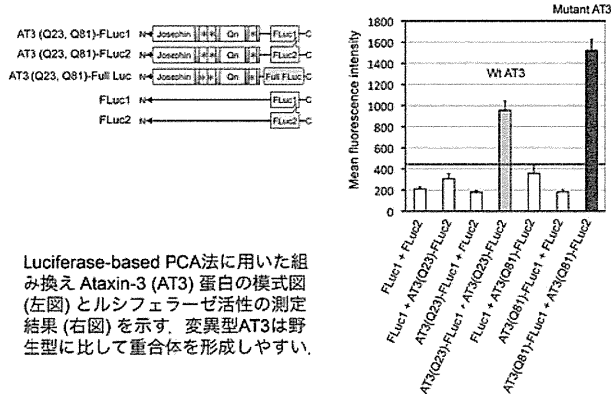 AT3 (Q23, Q81)-FLuc1 N Josephin * * Qn * FLuc1 C
AT3 (Q23, Q81)-FLuc2 N Josephin * * Qn * FLuc2 C
AT3 (Q23, Q81)-Full Luc N Josephin * * Qn * Full FLuc C
FLuc1 N FLuc1 C
FLuc2 N FLuc2 C
Luciferase-based PCA法に用いた組
み換え Ataxin-3 (AT3) 蛋白の模式図
(左図) とルシフェラーゼ活性の測定
結果 (右図) を示す. 変異型AT3は野
生型に比して重合体を形成しやすい.
Mutant AT3
Wt AT3
Mean fluorescence intensity
1800
1600
1400
1200
1000
800
600
400
200
0
FLuc1 + FLuc2
FLuc1 + AT3(Q23)-FLuc2
AT3(Q23)-FLuc1 + FLuc2
AT3(Q23)-FLuc1 + AT3(Q23)-FLuc2
FLuc1 + AT3(Q81)-FLuc2
AT3(Q81)-FLuc1 + FLuc2
AT3(Q81)-FLuc1 + AT3(Q81)-FLuc2